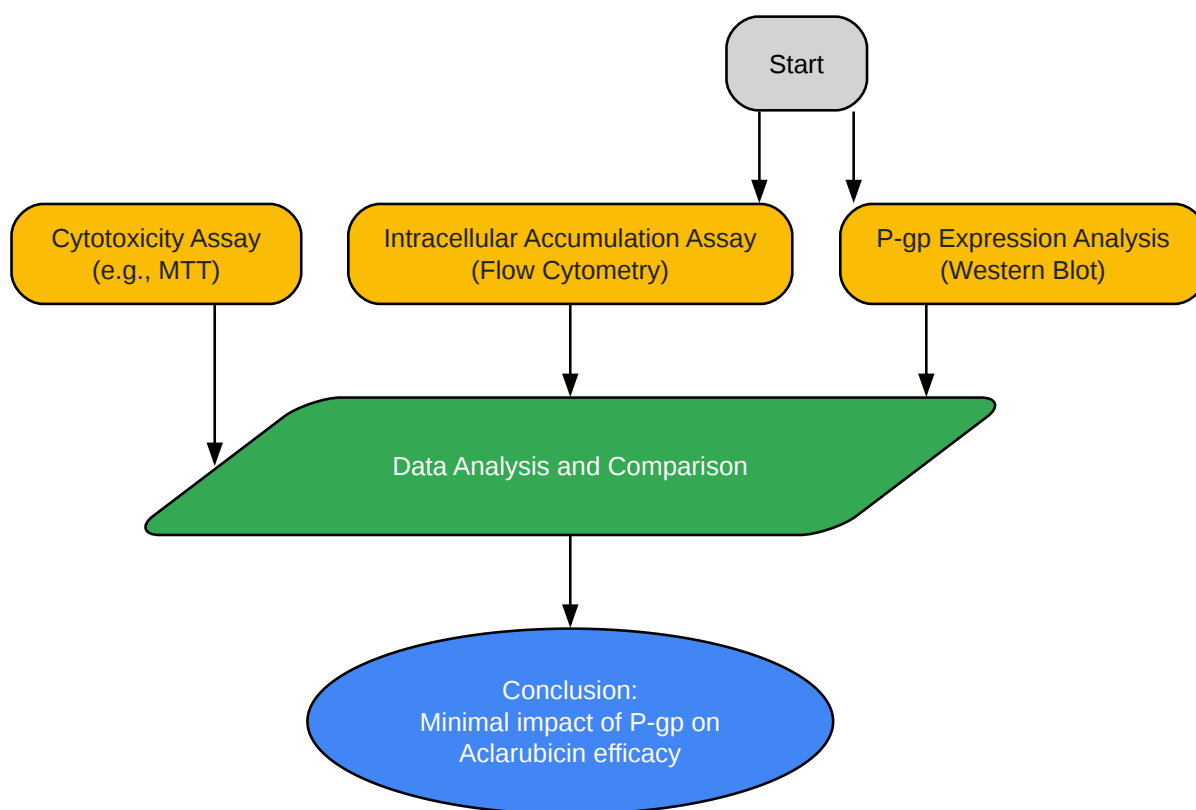 Start
Cytotoxicity Assay
(e.g., MTT)
Intracellular Accumulation Assay
(Flow Cytometry)
P-gp Expression Analysis
(Western Blot)
Data Analysis and Comparison
Conclusion:
Minimal impact of P-gp on
Aclarubicin efficacy